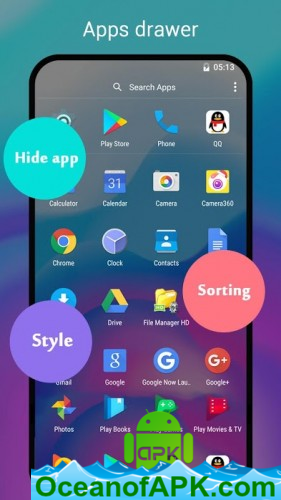 Apps drawer
05:13
Search Apps
Hide app
Play Store
Phone
QQ
Calculator
31
Calendar
Camera
Camera360
Chrome
Clock
Contacts
Sorting
Style
Drive
File Manager HD
Gmail
Google
Google Now Lau..
Google+
Photos
Play Books
Play Movies & TV
APK
OceanofAPK.com